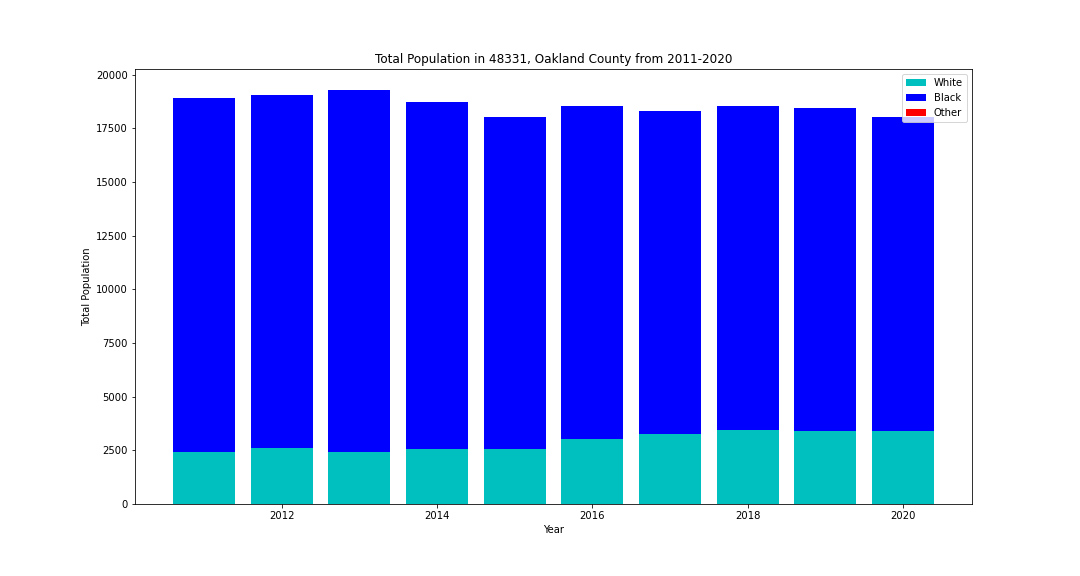 Total Population in 48331, Oakland County from 2011-2020
White
Black
Other
20000
17500
15000
12500
10000
7500
5000
2500
0
Total Population
2012
2014
2016
2018
2020
Year